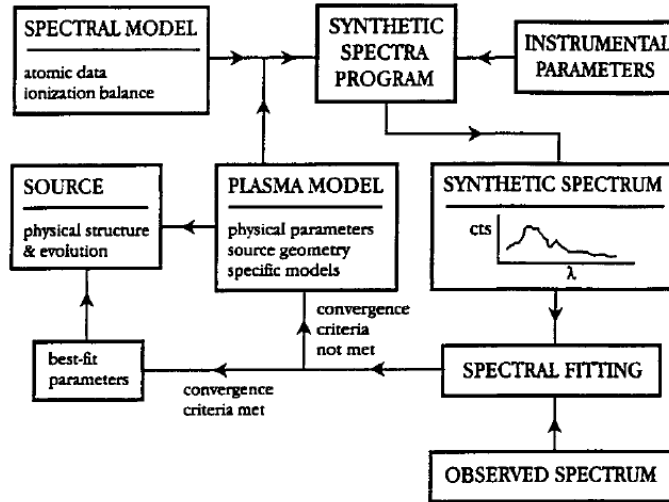 SPECTRAL MODEL
atomic data
ionization balance
SYNTHETIC
SPECTRA
PROGRAM
INSTRUMENTAL
PARAMETERS
SOURCE
physical structure
& evolution
PLASMA MODEL
physical parameters
source geometry
specific models
SYNTHETIC SPECTRUM
cts
λ
convergence
criteria
not met
best-fit
parameters
convergence
criteria met
SPECTRAL FITTING
OBSERVED SPECTRUM